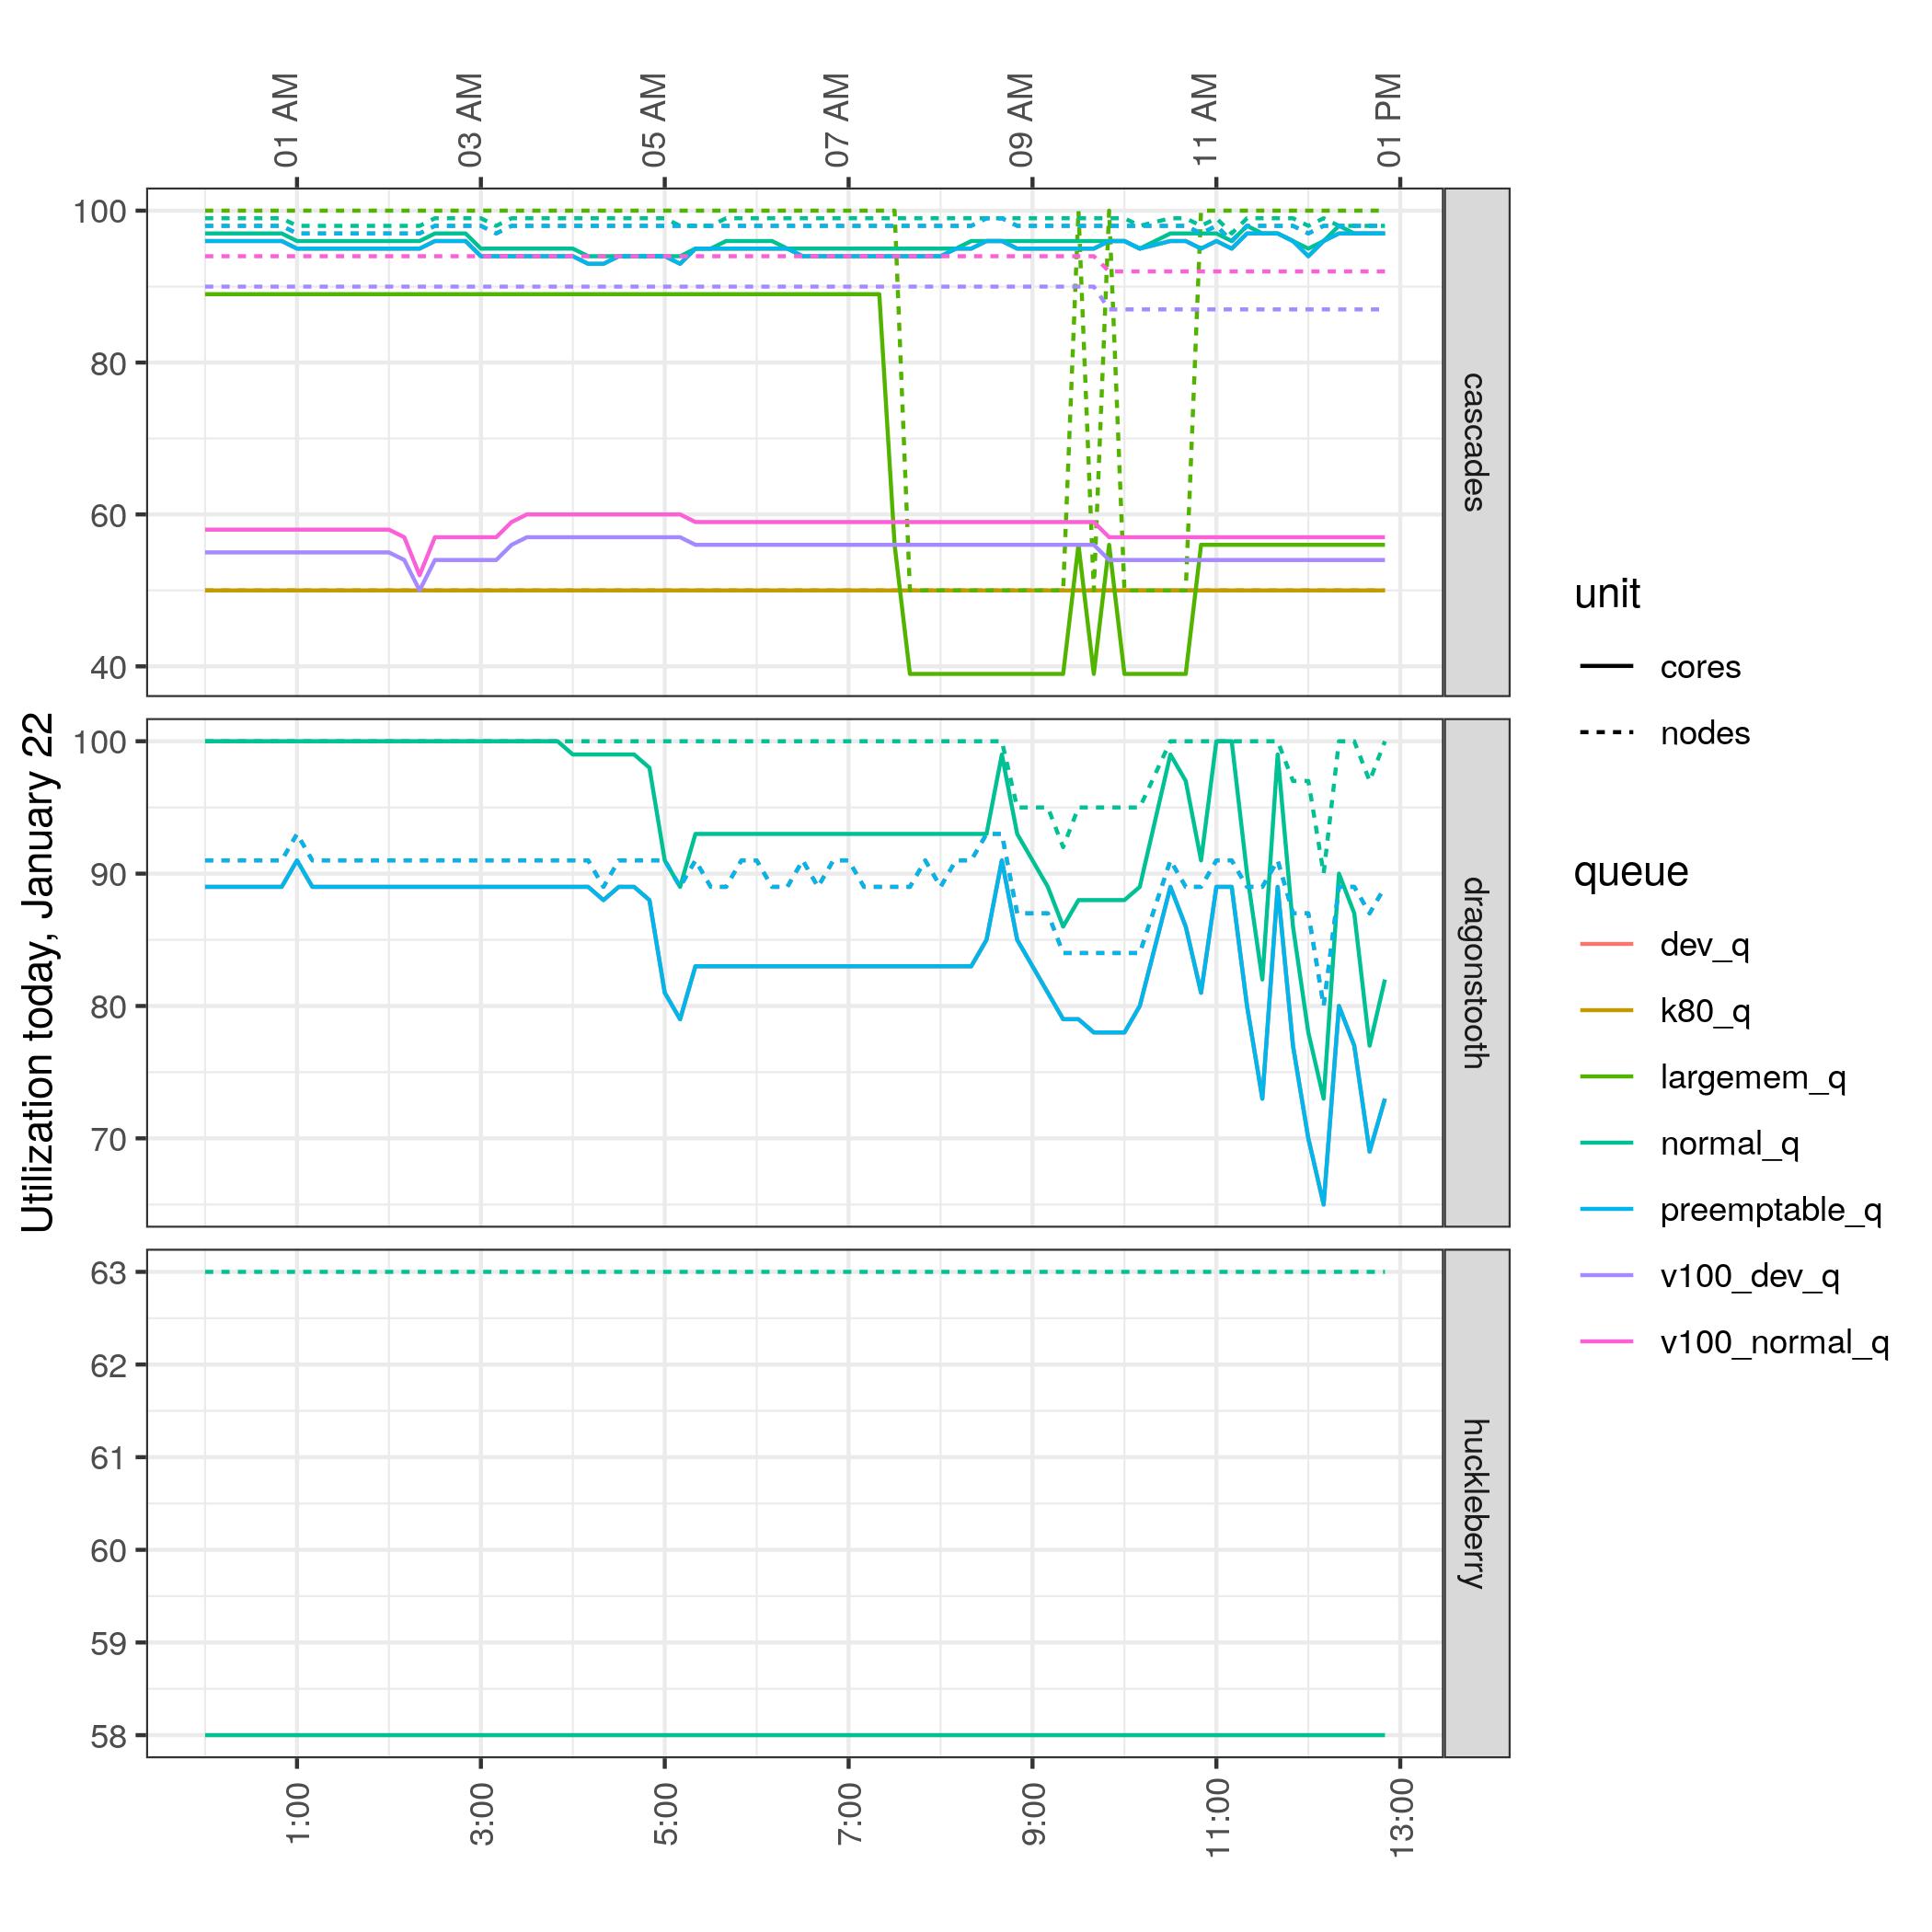 01 AM
03 AM
05 AM
07 AM
09 AM
11 AM
01 PM
Utilization today, January 22
100
80
60
40
cascades
100
90
80
70
dragonstooth
63
62
61
60
59
58
huckleberry
1:00
3:00
5:00
7:00
9:00
11:00
13:00
unit
cores
nodes
queue
dev_q
k80_q
largemem_q
normal_q
preemptable_q
v100_dev_q
v100_normal_q